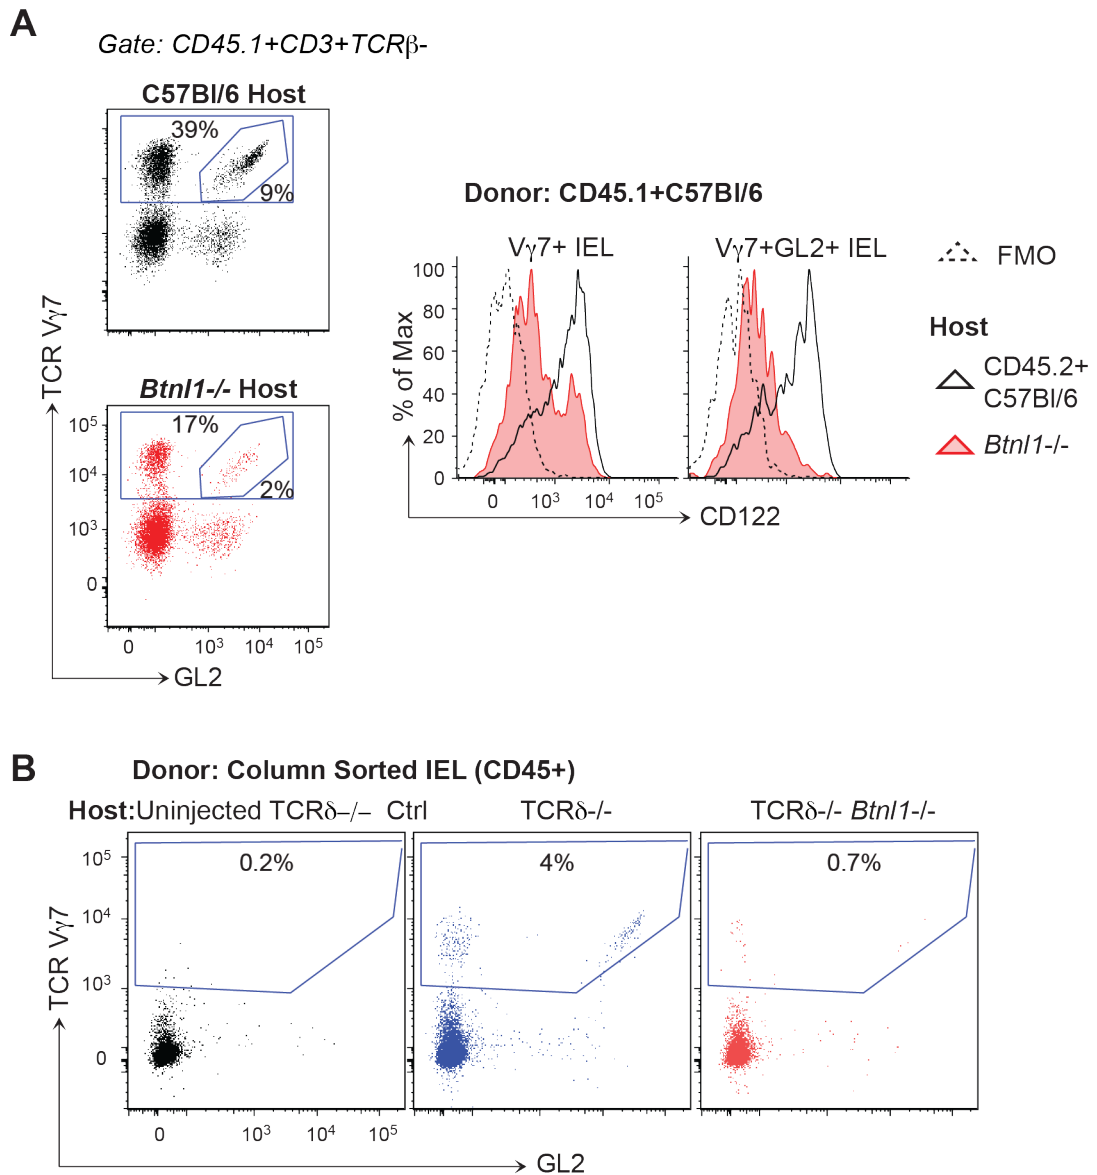 A
Gate: CD45.1+CD3+TCRβ-
C57Bl/6 Host
39%
9%
Btnl1-/- Host
17%
2%
10⁵
10⁴
10³
0
0 10³ 10⁴ 10⁵
TCR Vγ7
GL2
Donor: CD45.1+C57Bl/6
Vγ7+ IEL
Vγ7+GL2+ IEL
100
80
60
40
20
0
% of Max
0 10³ 10⁴ 10⁵
CD122
FMO
Host
CD45.2+
C57Bl/6
Btnl1-/-
B
Donor: Column Sorted IEL (CD45+)
Host:Uninjected TCRδ–/– Ctrl
TCRδ-/-
TCRδ-/- Btnl1-/-
0.2%
4%
0.7%
10⁵
10⁴
10³
0
TCR Vγ7
0 10³ 10⁴ 10⁵
GL2